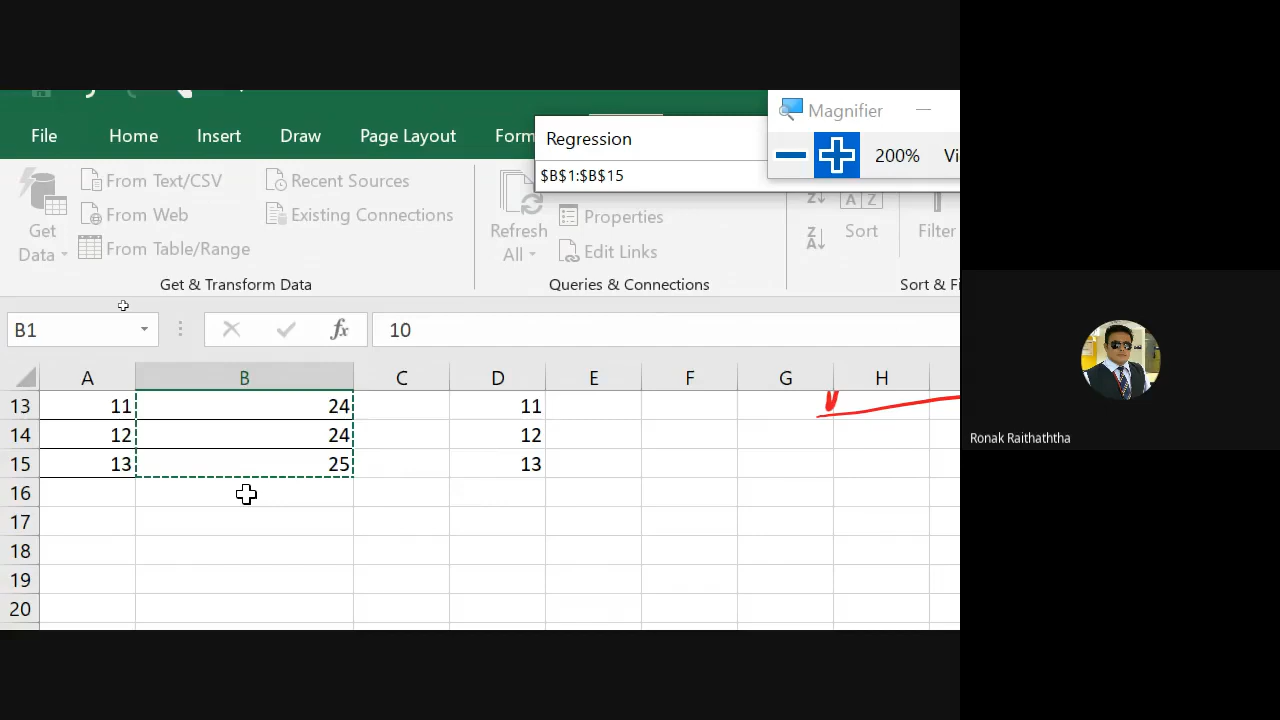 Magnifier
File Home Insert Draw Page Layout Form
Regression
200% Vi
$B$1:$B$15
Get Data
From Text/CSV
From Web
From Table/Range
Recent Sources
Existing Connections
Get & Transform Data
Refresh All
Properties
Edit Links
Queries & Connections
Z A
A Z
Z A
Sort
Filter
Sort & Fi
B1 fx 10
A B C D E F G H
13 11 24 11
14 12 24 12
15 13 25 13
16
17
18
19
20
Ronak Raithaththa